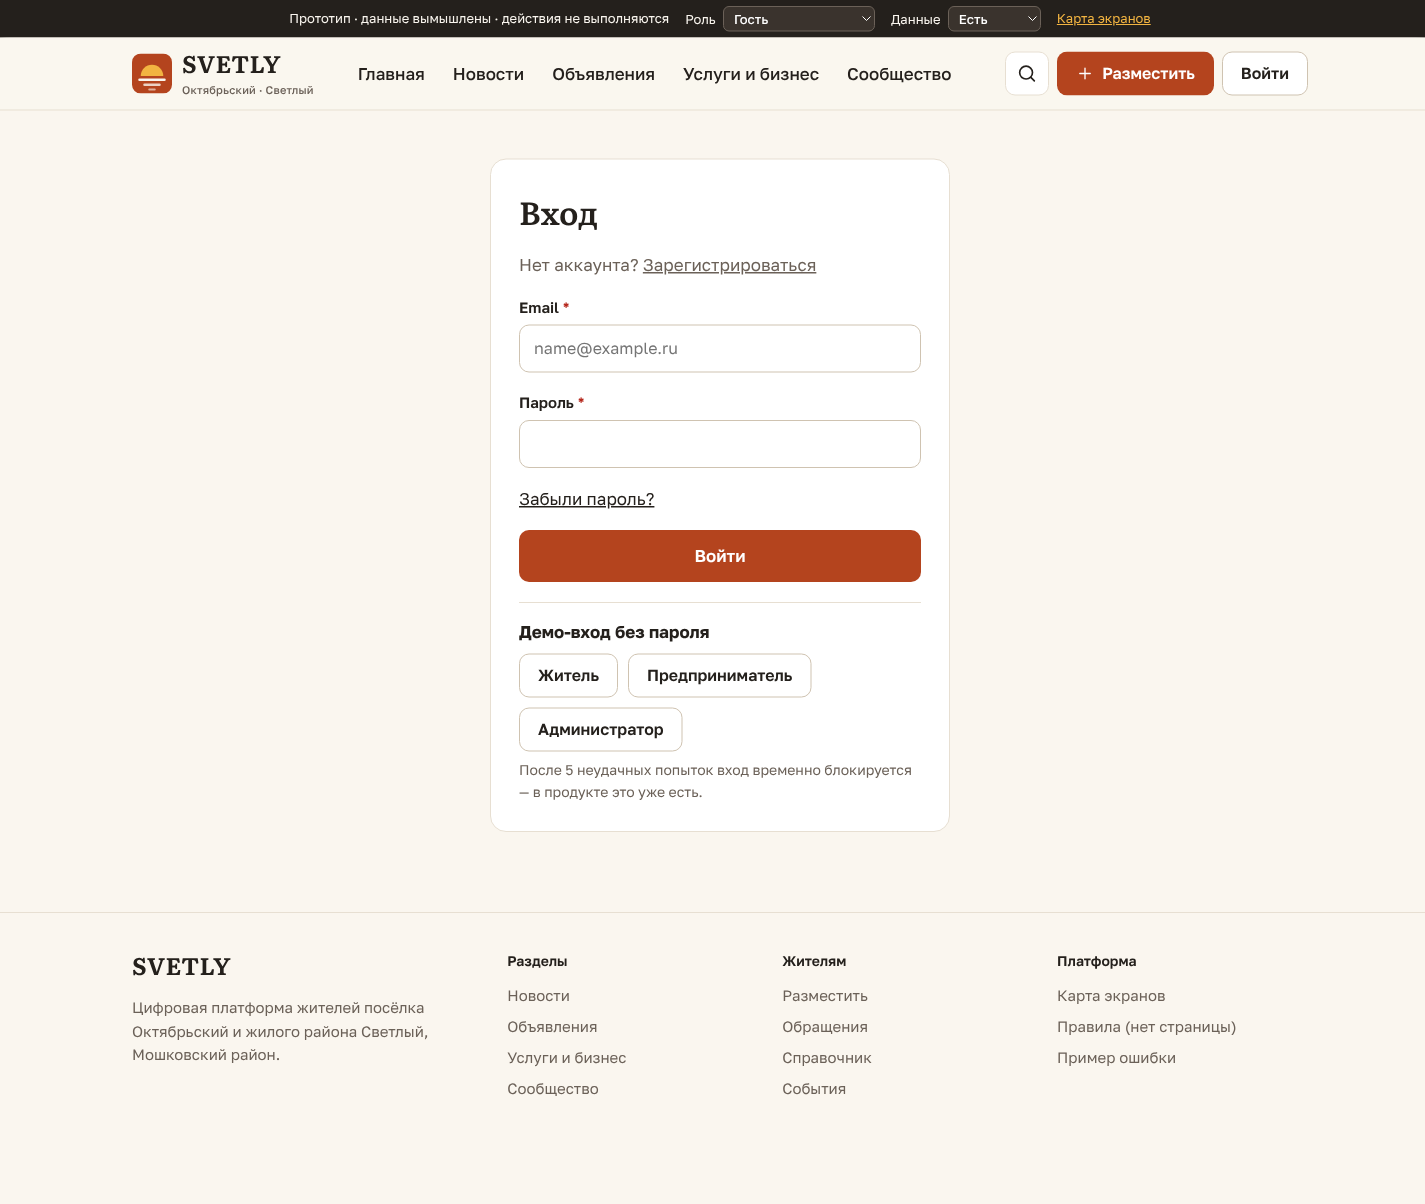 Прототип · данные вымышлены · действия не выполняются Роль Гость Данные Есть Карта экранов
SVETLY
Октябрьский · Светлый
Главная Новости Объявления Услуги и бизнес Сообщество
Разместить Войти
Вход
Нет аккаунта? Зарегистрироваться
Email *
name@example.ru
Пароль *
Забыли пароль?
Войти
Демо-вход без пароля
Житель Предприниматель
Администратор
После 5 неудачных попыток вход временно блокируется
— в продукте это уже есть.
SVETLY
Цифровая платформа жителей посёлка
Октябрьский и жилого района Светлый,
Мошковский район.
Разделы
Новости
Объявления
Услуги и бизнес
Сообщество
Жителям
Разместить
Обращения
Справочник
События
Платформа
Карта экранов
Правила (нет страницы)
Пример ошибки